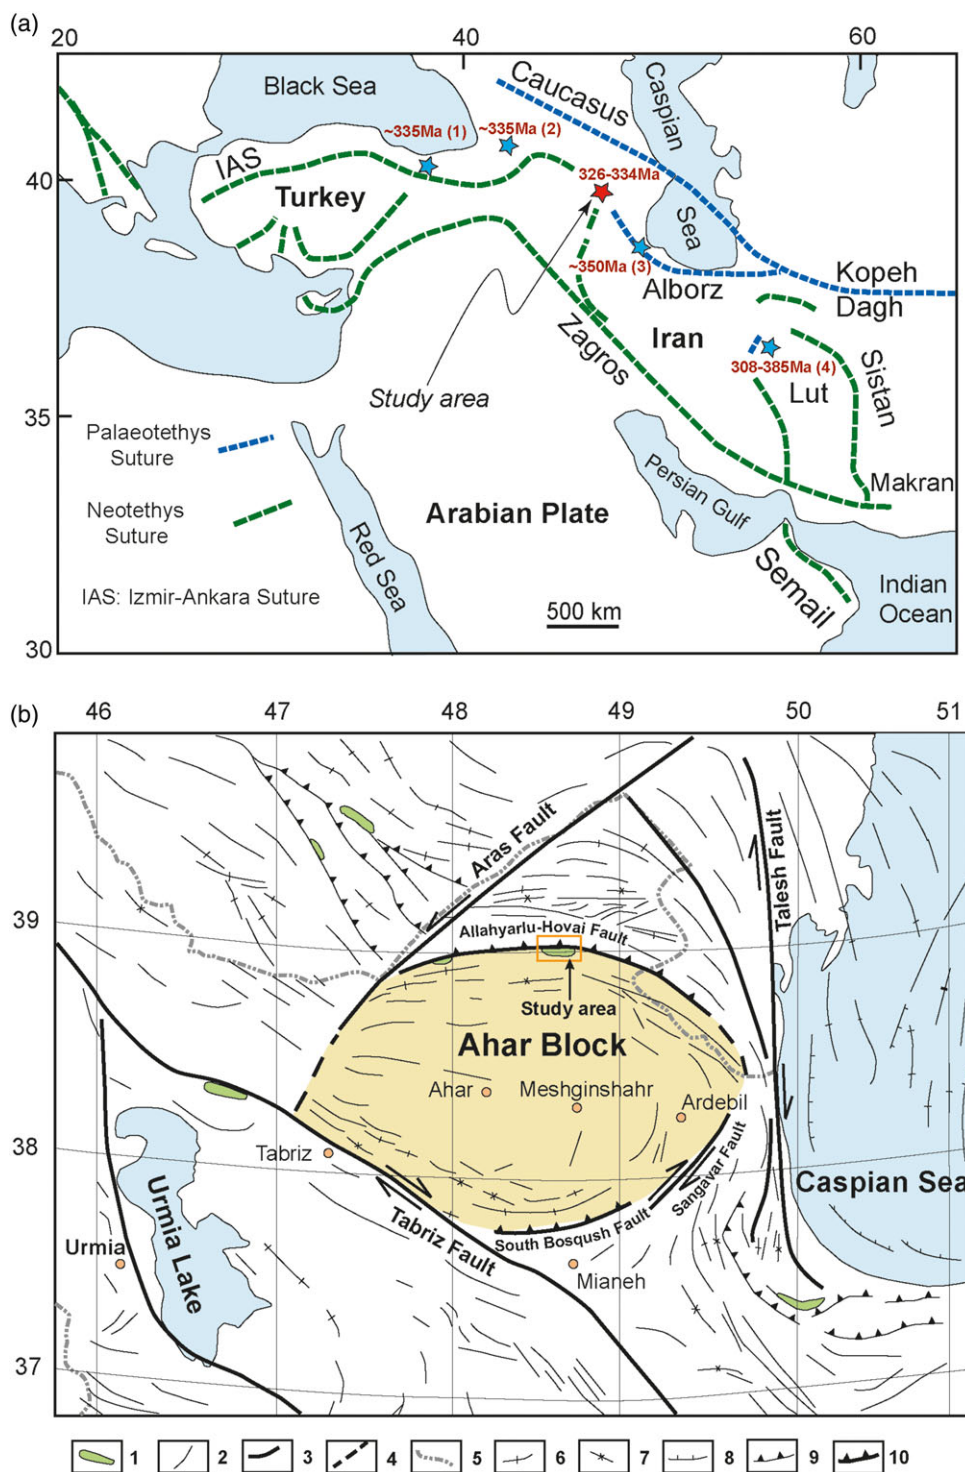 (a)
20 40 60
Black Sea
Caucasus
Caspian
Sea
~335Ma (1)
~335Ma (2)
IAS
40
Turkey
326-334Ma
~350Ma (3)
Alborz
Kopeh
Dagh
Iran
Zagros
Study area
308-385Ma (4)
Lut
Sistan
35
Palaeotethys
Suture
Neotethys
Suture
IAS: Izmir-Ankara Suture
Red Sea
Arabian Plate
Persian Gulf
Makran
Semail
Indian
Ocean
500 km
30
(b)
46 47 48 49 50 51
Aras Fault
Talesh Fault
39
Allahyarlu-Hovai Fault
Study area
Ahar Block
Ahar
Meshginshahr
Ardebil
38
Tabriz
Urmia Lake
Urmia
Tabriz Fault
South Bosqush Fault
Sangavar Fault
Mianeh
Caspian Sea
37
1 2 3 4 5 6 7 8 9 10